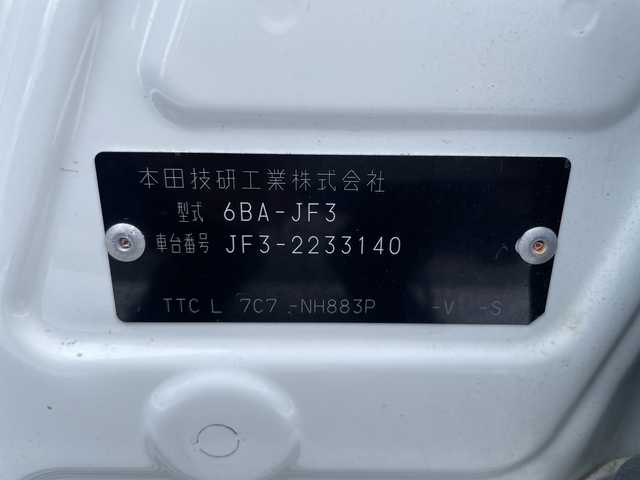 本田技研工業株式会社
型式 6BA-JF3
車台番号 JF3-2233140
TTC L 7C7 -NH883P -V -S